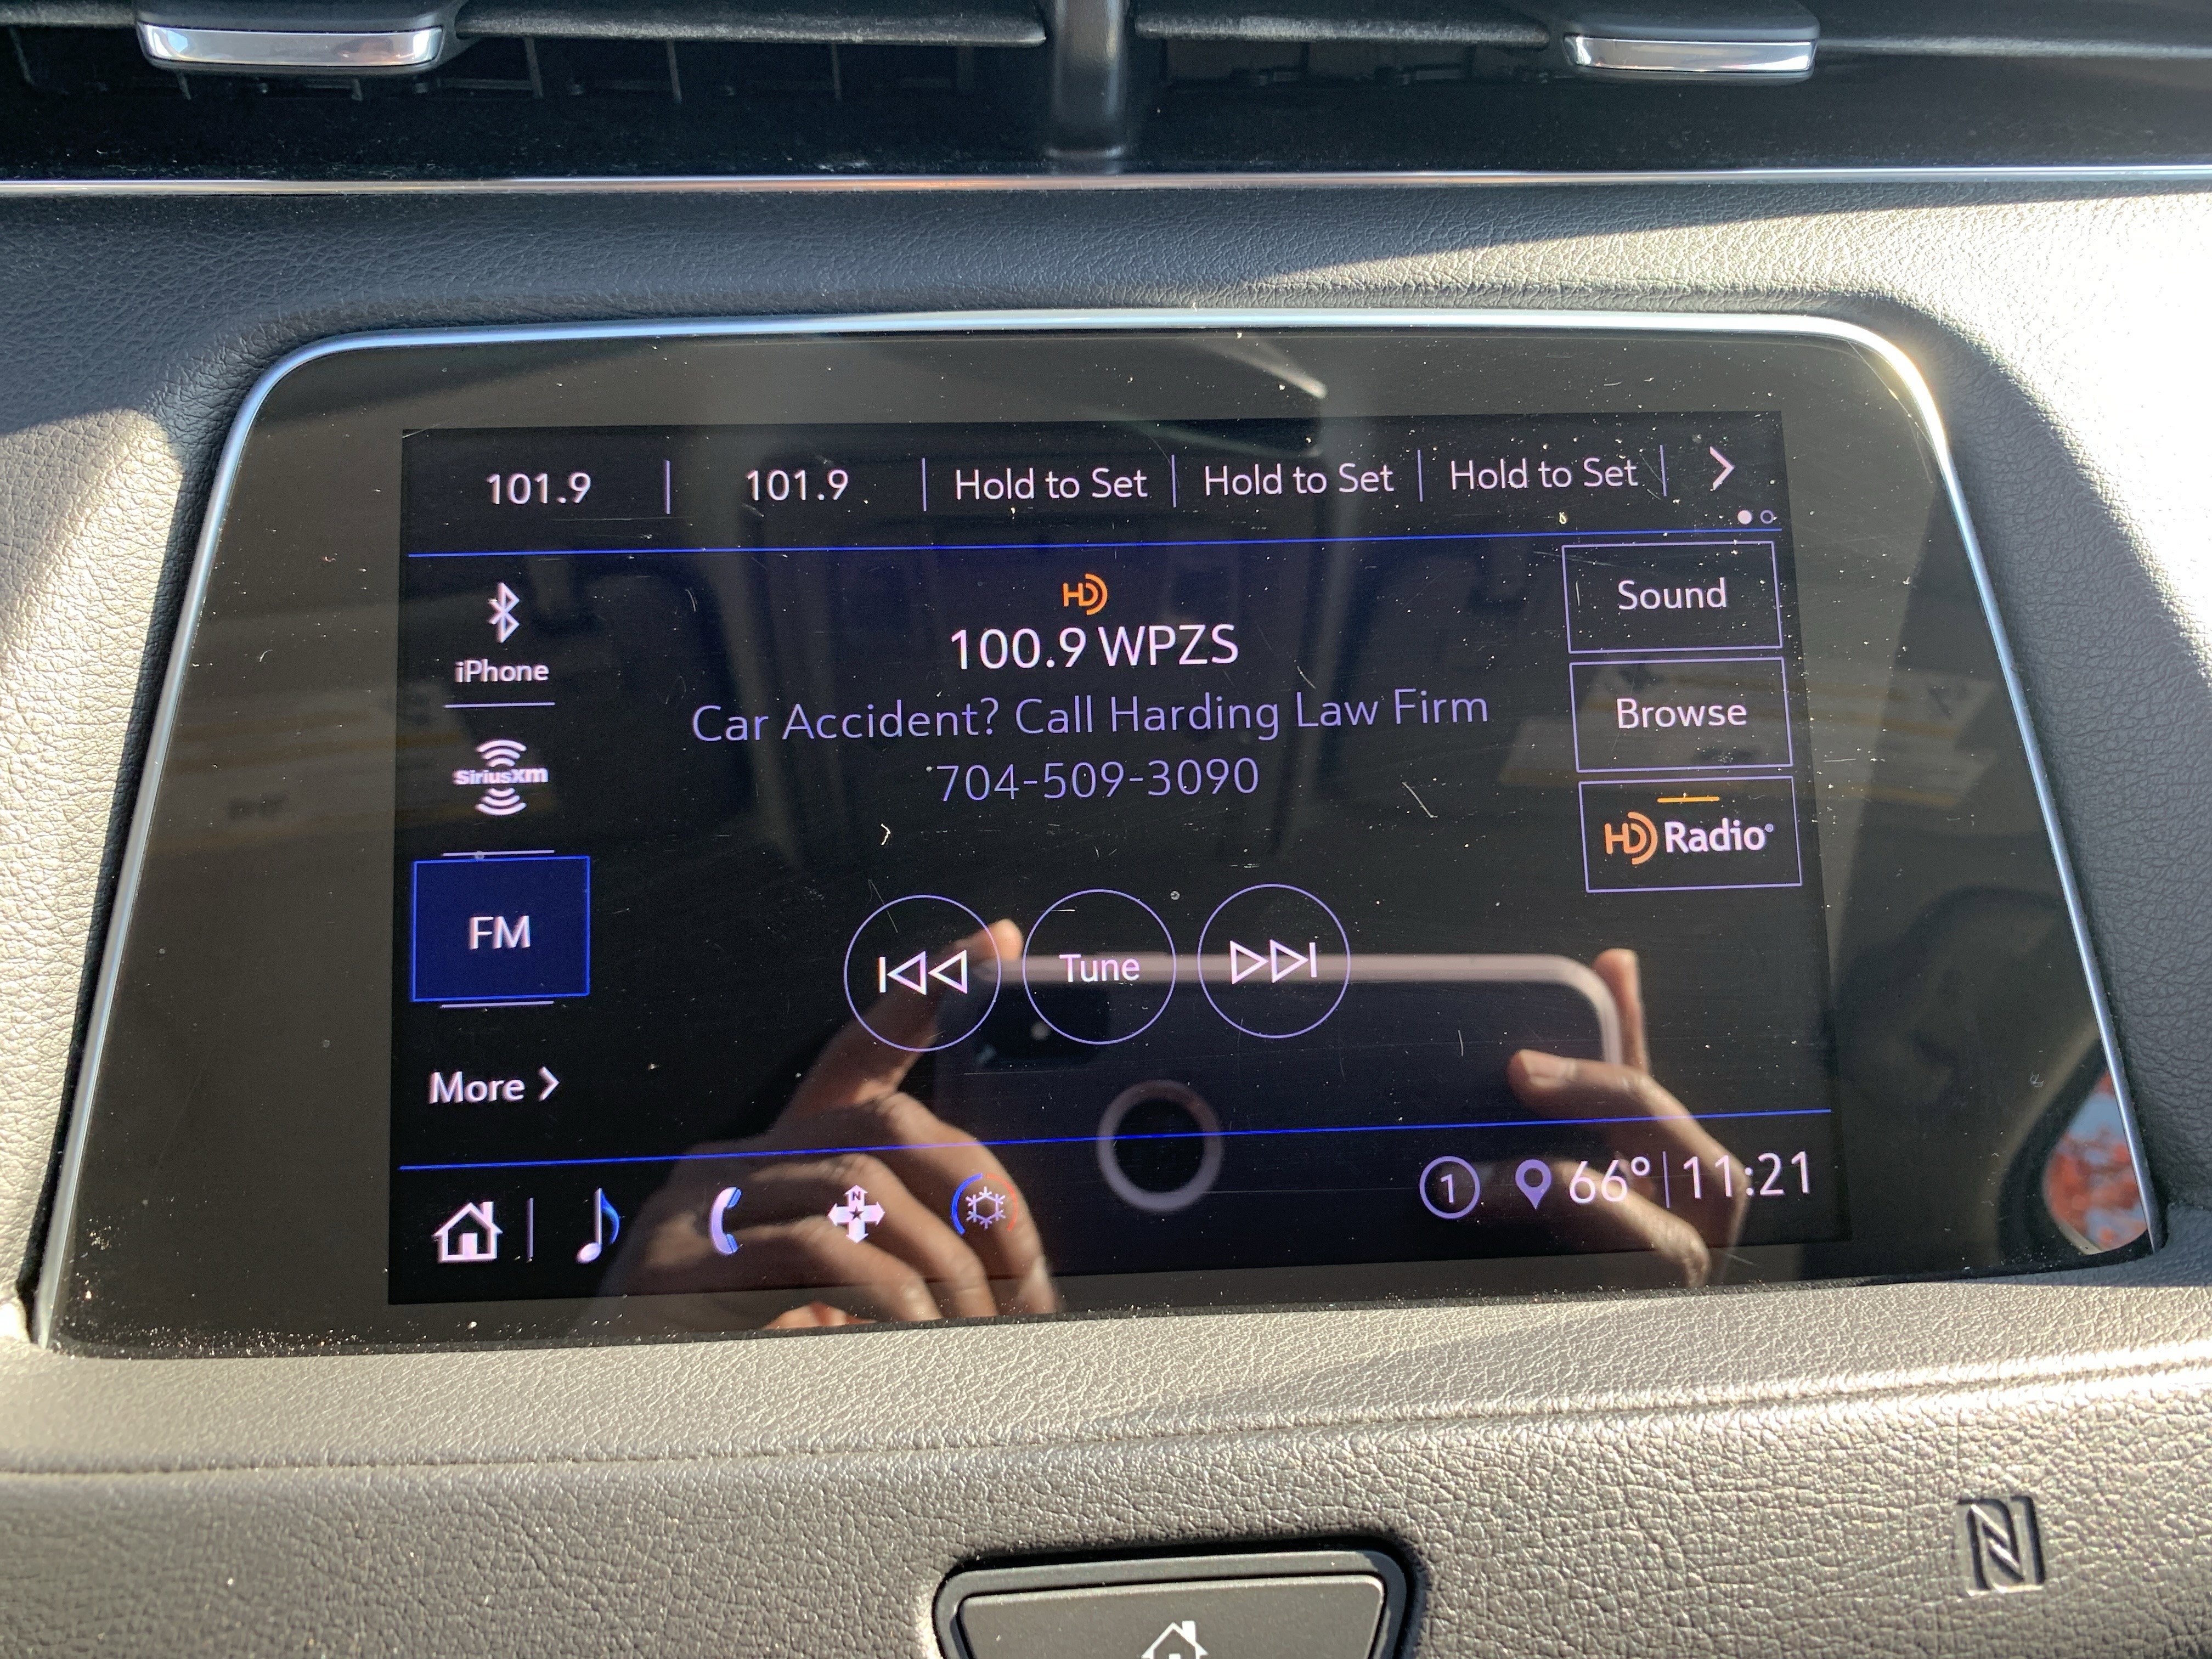 101.9 101.9 Hold to Set Hold to Set Hold to Set
HD
100.9 WPZS
Car Accident? Call Harding Law Firm
704-509-3090
iPhone
SiriusXM
FM
More
Sound
Browse
HD Radio®
Tune
N
1 66° 11:21
N